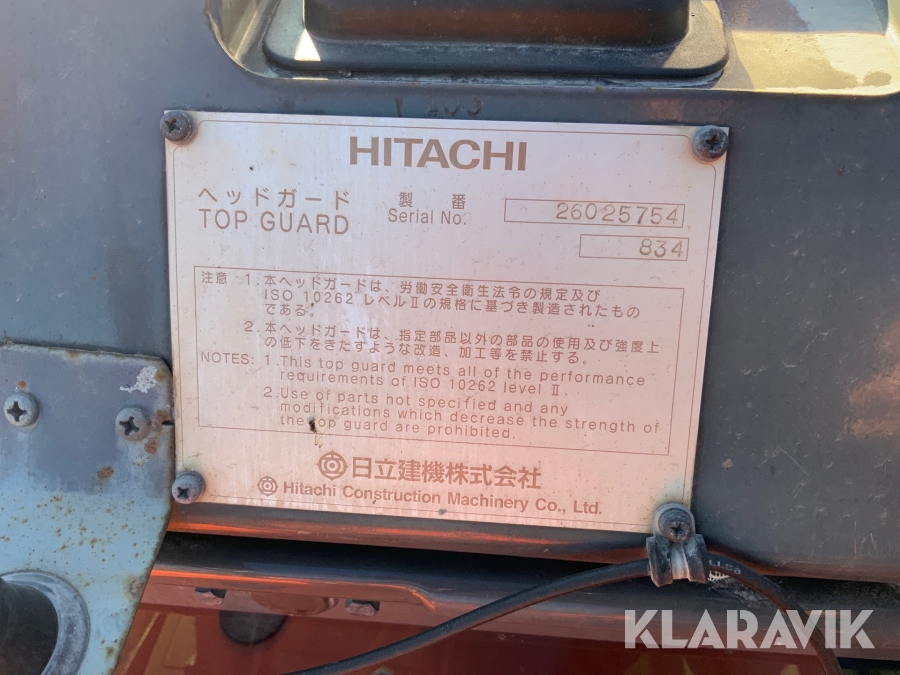 HITACHI
ヘッドガード 製番 26025754
TOP GUARD Serial No.
834
注意 1.本ヘッドガードは、労働安全衛生法令の規定及び
ISO 10262 レベルⅡの規格に基づき製造されたもの
である。
2.本ヘッドガードは、指定部品以外の部品の使用及び強度上
の低下をきたすような改造、加工等を禁止する。
NOTES: 1.This top guard meets all of the performance
requirements of ISO 10262 level Ⅱ.
2.Use of parts not specified and any
modifications which decrease the strength of
the top guard are prohibited.
日立建機株式会社
Hitachi Construction Machinery Co., Ltd.
KLARAVIK